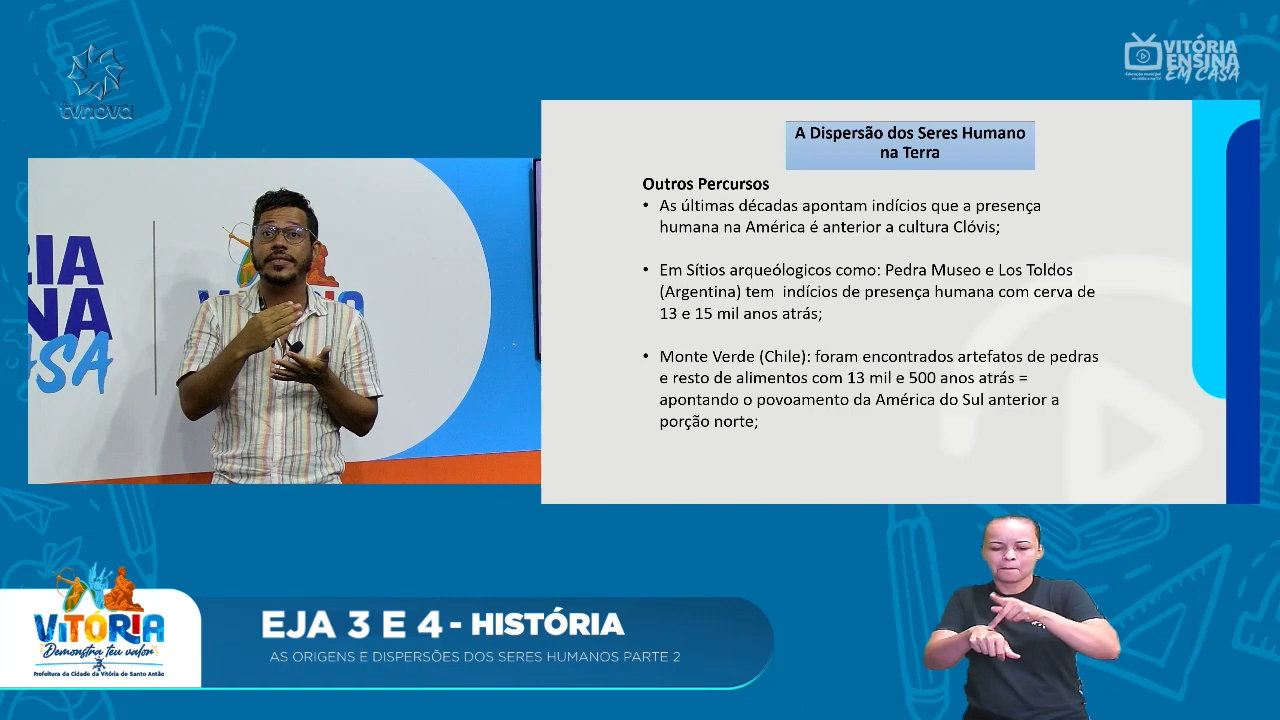 tvnova
VITÓRIA
ENSINA
EM CASA
A Dispersão dos Seres Humano
na Terra
Outros Percursos
• As últimas décadas apontam indícios que a presença
humana na América é anterior a cultura Clóvis;
• Em Sítios arqueólogicos como: Pedra Museo e Los Toldos
(Argentina) tem indícios de presença humana com cerva de
13 e 15 mil anos atrás;
• Monte Verde (Chile): foram encontrados artefatos de pedras
e resto de alimentos com 13 mil e 500 anos atrás =
apontando o povoamento da América do Sul anterior a
porção norte;
VITÓRIA
Demonstra teu valor
Prefeitura da Cidade da Vitória de Santo Antão
EJA 3 E 4 - HISTÓRIA
AS ORIGENS E DISPERSÕES DOS SERES HUMANOS PARTE 2